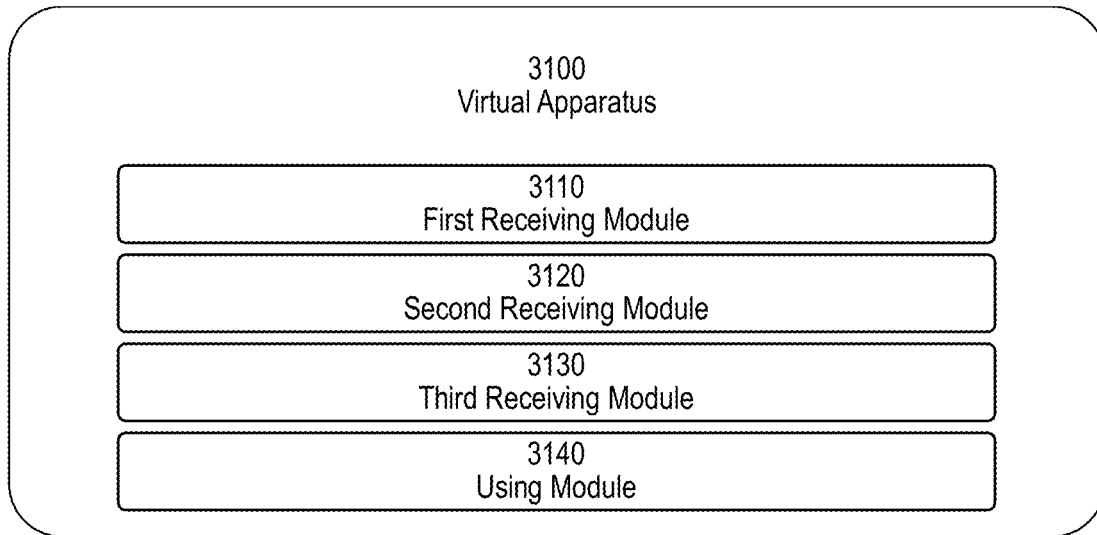 3100
Virtual Apparatus
3110
First Receiving Module
3120
Second Receiving Module
3130
Third Receiving Module
3140
Using Module